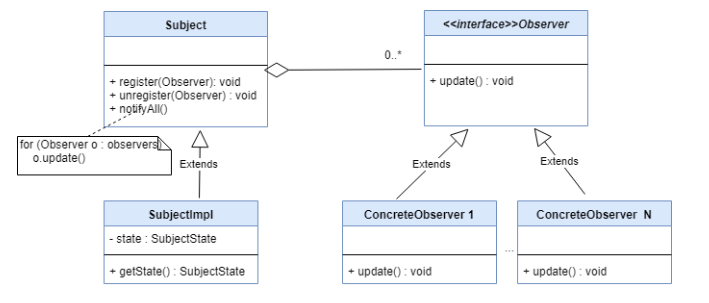 Subject
+ register(Observer): void
+ unregister(Observer) : void
+ notifyAll()
for (Observer o : observers)
o.update()
0..*
<<interface>>Observer
+ update() : void
Extends
Extends
Extends
SubjectImpl
- state : SubjectState
+ getState() : SubjectState
ConcreteObserver 1
+ update() : void
...
ConcreteObserver N
+ update() : void